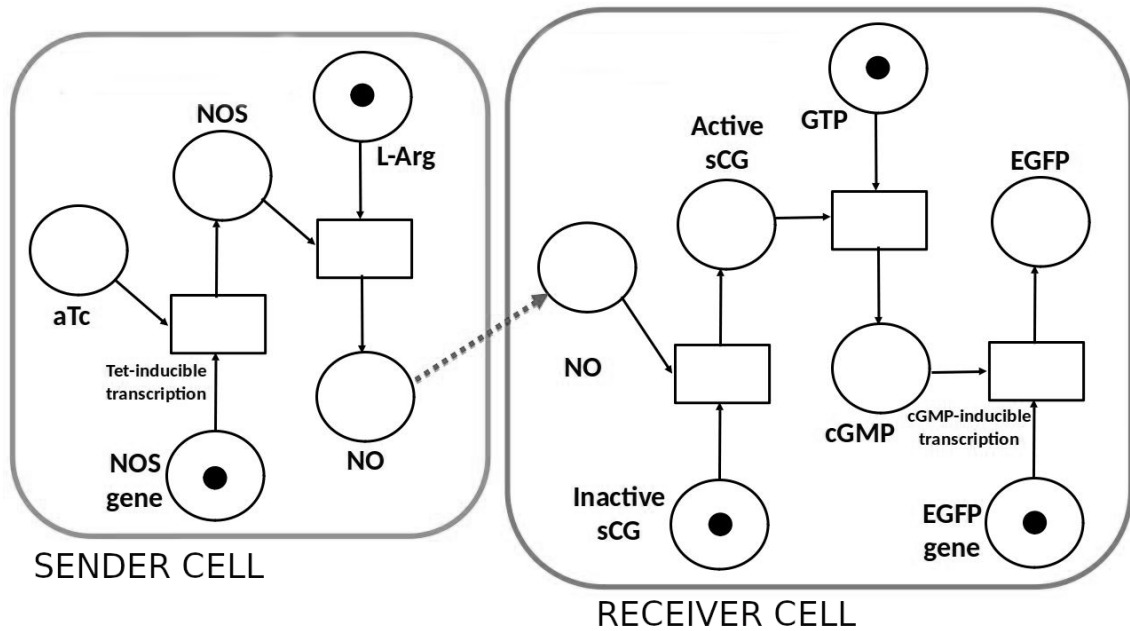 NOS
L-Arg
aTc
Tet-inducible
transcription
NOS
gene
NO
SENDER CELL
GTP
Active
sCG
EGFP
NO
cGMP
cGMP-inducible
transcription
Inactive
sCG
EGFP
gene
RECEIVER CELL